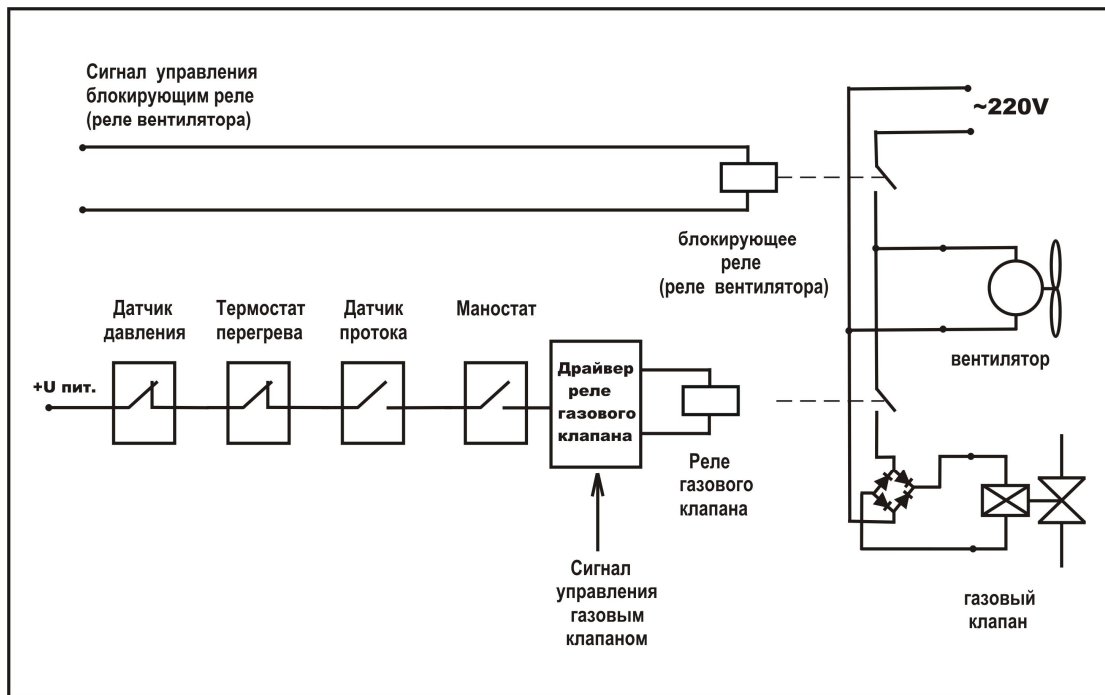 Сигнал управления
блокирующим реле
(реле вентилятора)
~220V
блокирующее
реле
(реле вентилятора)
Датчик
давления
Термостат
перегрева
Датчик
протока
Маностат
вентилятор
+U пит.
Драйвер
реле
газового
клапана
Реле
газового
клапана
Сигнал
управления
газовым
клапаном
газовый
клапан